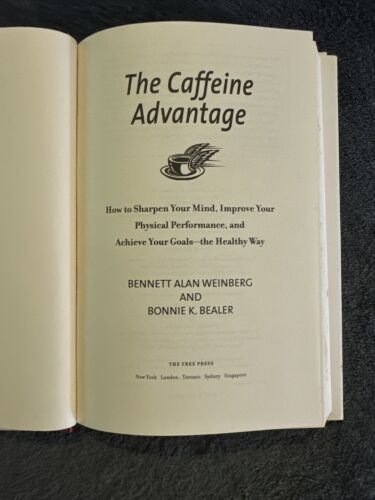 The Caffeine
Advantage
How to Sharpen Your Mind, Improve Your
Physical Performance, and
Achieve Your Goals—the Healthy Way
BENNETT ALAN WEINBERG
AND
BONNIE K. BEALER
THE FREE PRESS
New York London Toronto Sydney Singapore